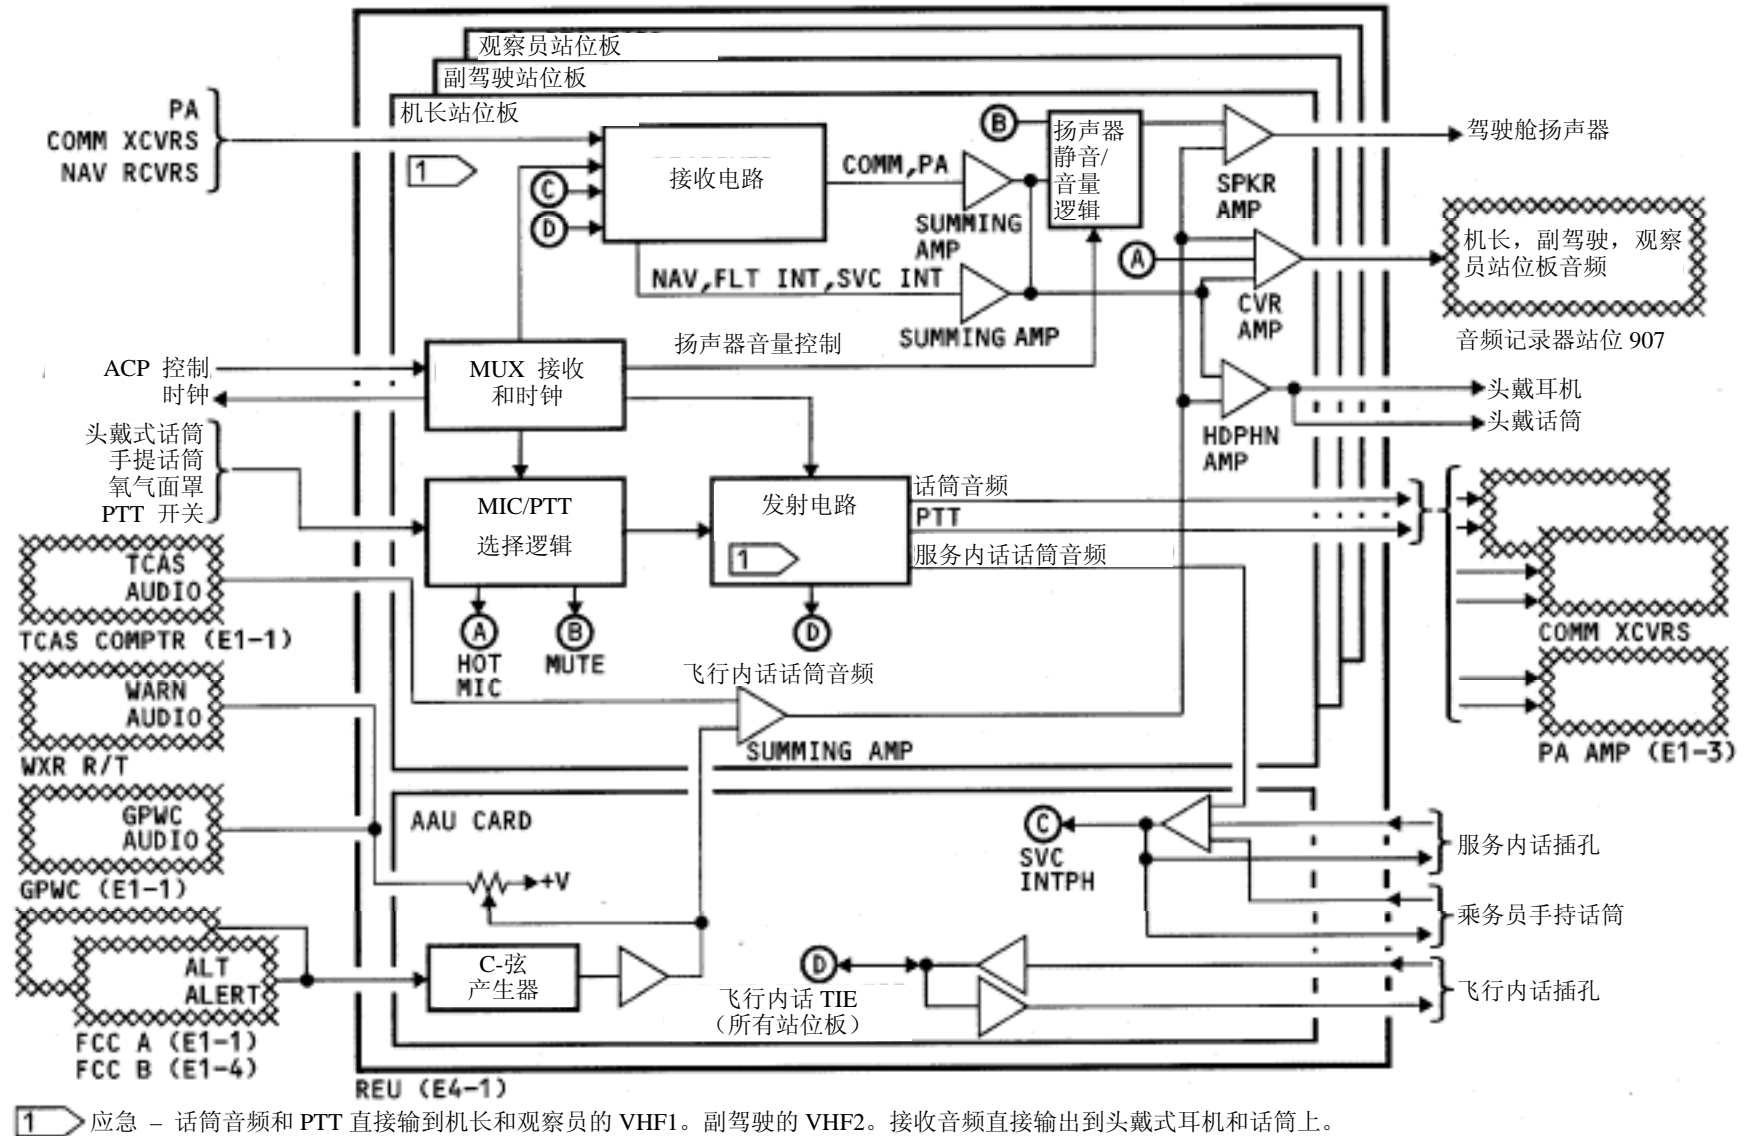 观察员站位板
副驾驶站位板
机长站位板
PA
COMM XCVRS
NAV RCVRS
1
C
D
接收电路
COMM,PA
SUMMING
AMP
NAV,FLT INT,SVC INT
SUMMING AMP
B
扬声器
静音/
音量
逻辑
A
SPKR
AMP
CVR
AMP
HDPHN
AMP
驾驶舱扬声器
机长，副驾驶，观察
员站位板音频
音频记录器站位 907
头戴耳机
头戴话筒
ACP 控制
时钟
MUX 接收
和时钟
扬声器音量控制
头戴式话筒
手提话筒
氧气面罩
PTT 开关
MIC/PTT
选择逻辑
发射电路
1
话筒音频
PTT
服务内话话筒音频
A
HOT
MIC
B
MUTE
D
飞行内话话筒音频
SUMMING AMP
TCAS
AUDIO
TCAS COMPTR (E1-1)
WARN
AUDIO
WXR R/T
GPWC
AUDIO
GPWC (E1-1)
ALT
ALERT
FCC A (E1-1)
FCC B (E1-4)
COMM XCVRS
PA AMP (E1-3)
AAU CARD
+V
C-弦
产生器
C
SVC
INTPH
D
飞行内话 TIE
（所有站位板）
服务内话插孔
乘务员手持话筒
飞行内话插孔
REU (E4-1)
1 应急 – 话筒音频和 PTT 直接输到机长和观察员的 VHF1。副驾驶的 VHF2。接收音频直接输出到头戴式耳机和话筒上。